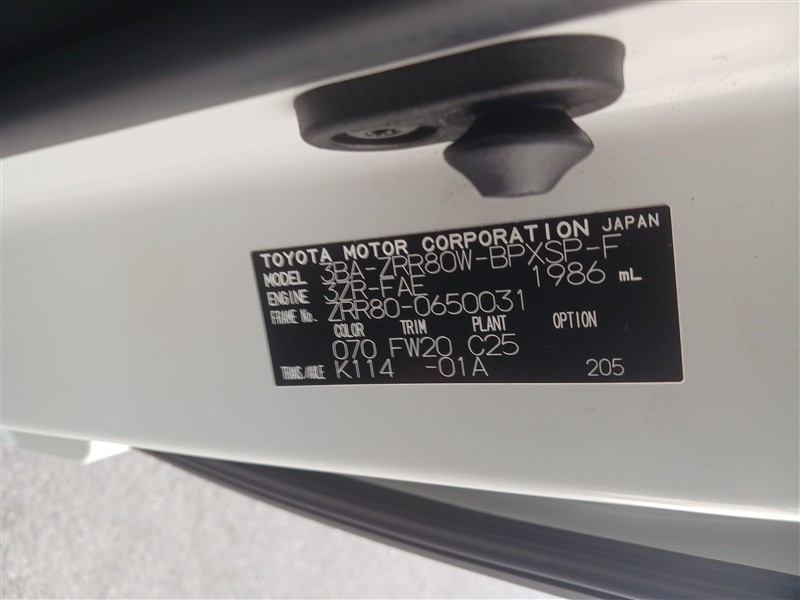 TOYOTA MOTOR CORPORATION JAPAN
MODEL 3BA-ZRR80W-BPXSP-F
ENGINE 3ZR-FAE 1986 mL
FRAME No. ZRR80-0650031
COLOR TRIM PLANT OPTION
070 FW20 C25
TRANS./AXLE K114 -01A 205